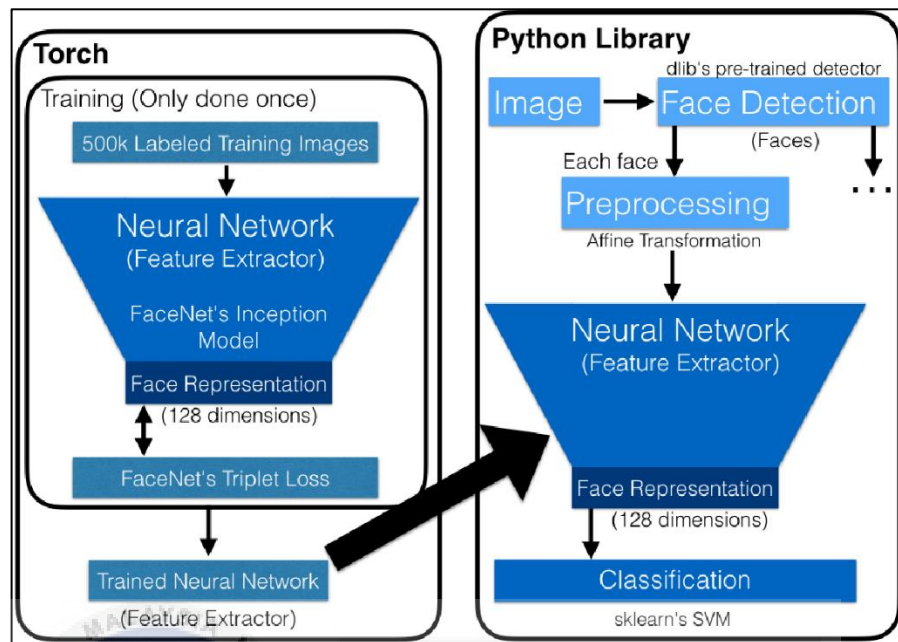 Torch
Training (Only done once)
500k Labeled Training Images
Neural Network
(Feature Extractor)
FaceNet's Inception
Model
Face Representation
(128 dimensions)
FaceNet's Triplet Loss
Trained Neural Network
(Feature Extractor)
Python Library
dlib's pre-trained detector
Image
Face Detection
(Faces)
Each face
...
Preprocessing
Affine Transformation
Neural Network
(Feature Extractor)
Face Representation
(128 dimensions)
Classification
sklearn's SVM